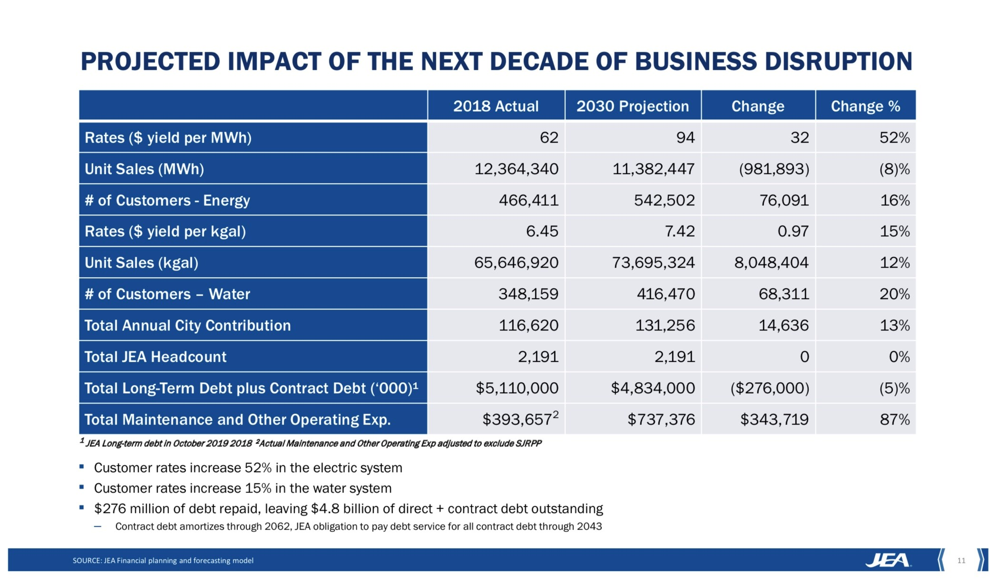 PROJECTED IMPACT OF THE NEXT DECADE OF BUSINESS DISRUPTION
2018 Actual 2030 Projection Change Change %
Rates ($ yield per MWh) 62 94 32 52%
Unit Sales (MWh) 12,364,340 11,382,447 (981,893) (8)%
# of Customers - Energy 466,411 542,502 76,091 16%
Rates ($ yield per kgal) 6.45 7.42 0.97 15%
Unit Sales (kgal) 65,646,920 73,695,324 8,048,404 12%
# of Customers – Water 348,159 416,470 68,311 20%
Total Annual City Contribution 116,620 131,256 14,636 13%
Total JEA Headcount 2,191 2,191 0 0%
Total Long-Term Debt plus Contract Debt (‘000)¹ $5,110,000 $4,834,000 ($276,000) (5)%
Total Maintenance and Other Operating Exp. $393,657² $737,376 $343,719 87%
¹ JEA Long-term debt in October 2019 2018 ²Actual Maintenance and Other Operating Exp adjusted to exclude SJRPP
▪ Customer rates increase 52% in the electric system
▪ Customer rates increase 15% in the water system
▪ $276 million of debt repaid, leaving $4.8 billion of direct + contract debt outstanding
– Contract debt amortizes through 2062, JEA obligation to pay debt service for all contract debt through 2043
SOURCE: JEA Financial planning and forecasting model
JEA
11